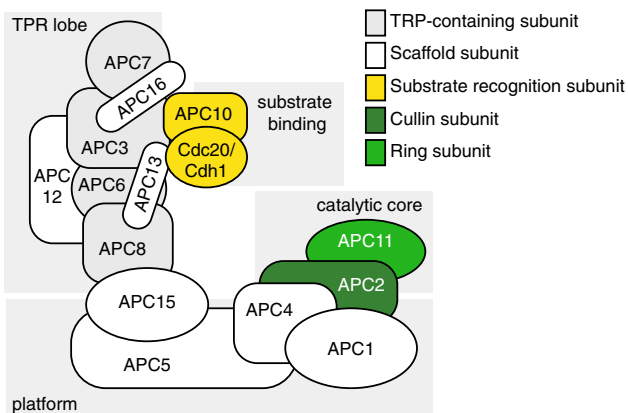 TPR lobe
APC7
APC16
APC10
substrate
binding
APC3
Cdc20/
Cdh1
APC13
APC
12
APC6
APC8
catalytic core
APC11
APC2
APC15
APC4
APC5
APC1
platform
TRP-containing subunit
Scaffold subunit
Substrate recognition subunit
Cullin subunit
Ring subunit